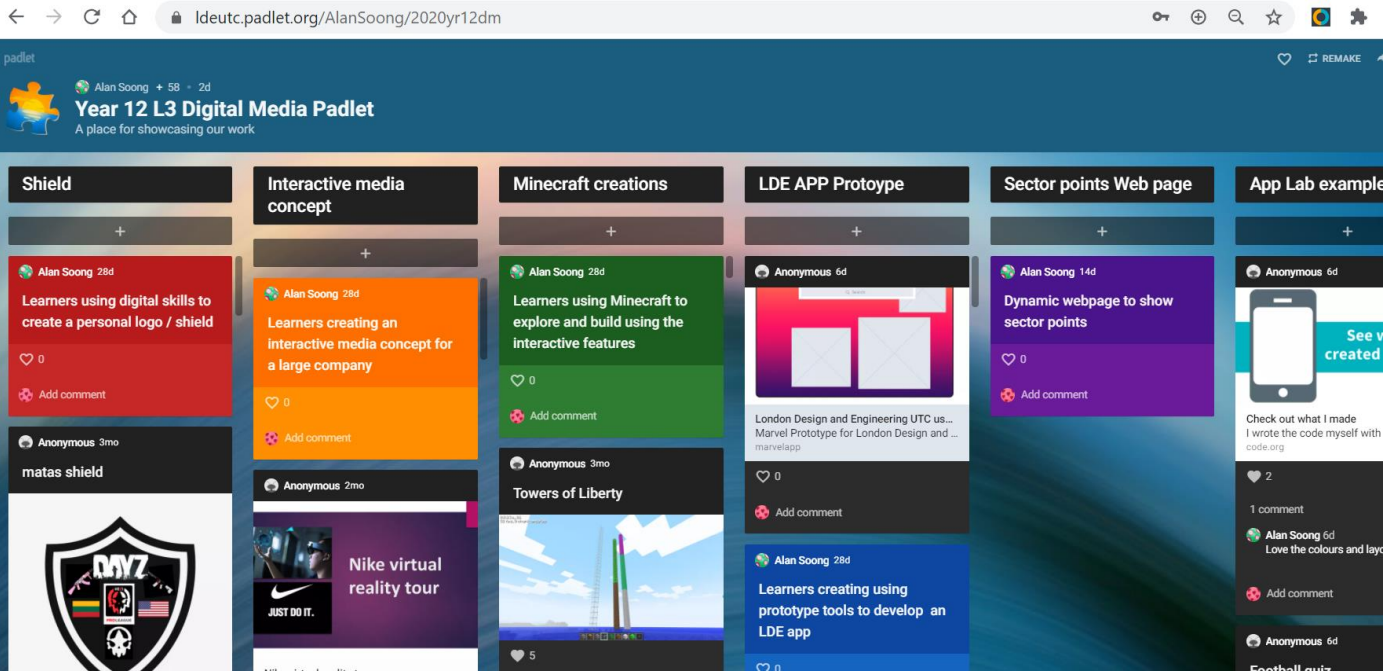 ldeutc.padlet.org/AlanSoong/2020yr12dm
padlet
REMAKE
Alan Soong + 58 • 2d
Year 12 L3 Digital Media Padlet
A place for showcasing our work
Shield
+
Alan Soong 28d
Learners using digital skills to
create a personal logo / shield
0
Add comment
Anonymous 3mo
matas shield
DAYZ
Interactive media
concept
+
Alan Soong 28d
Learners creating an
interactive media concept for
a large company
0
Add comment
Anonymous 2mo
Nike virtual
reality tour
JUST DO IT.
Minecraft creations
+
Alan Soong 28d
Learners using Minecraft to
explore and build using the
interactive features
0
Add comment
Anonymous 3mo
Towers of Liberty
5
LDE APP Protoype
+
Anonymous 6d
London Design and Engineering UTC us...
Marvel Prototype for London Design and ...
marvelapp
0
Add comment
Alan Soong 28d
Learners creating using
prototype tools to develop an
LDE app
0
Sector points Web page
+
Alan Soong 14d
Dynamic webpage to show
sector points
0
Add comment
App Lab example
+
Anonymous 6d
See
created
Check out what I made
I wrote the code myself with
code.org
2
1 comment
Alan Soong 6d
Love the colours and layo
Add comment
Anonymous 6d
Football quiz